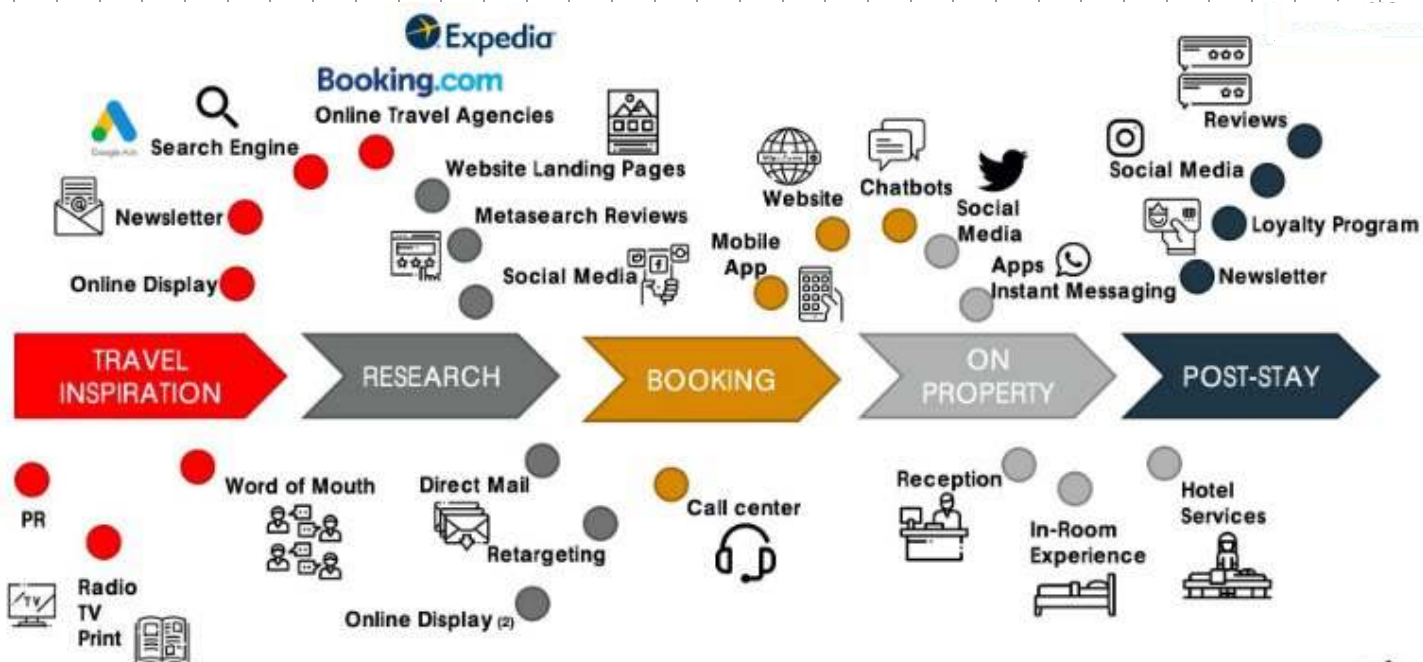 Expedia
Booking.com
Online Travel Agencies
Google Ads
Search Engine
Newsletter
Online Display
Website Landing Pages
Metasearch Reviews
Social Media
Website
Mobile
App
Chatbots
Social
Media
Apps
Instant Messaging
Reviews
Social Media
Loyalty Program
Newsletter
TRAVEL
INSPIRATION
RESEARCH
BOOKING
ON
PROPERTY
POST-STAY
PR
Radio
TV
Print
TV
Word of Mouth
Direct Mail
Retargeting
Online Display (2)
Call center
Reception
In-Room
Experience
Hotel
Services